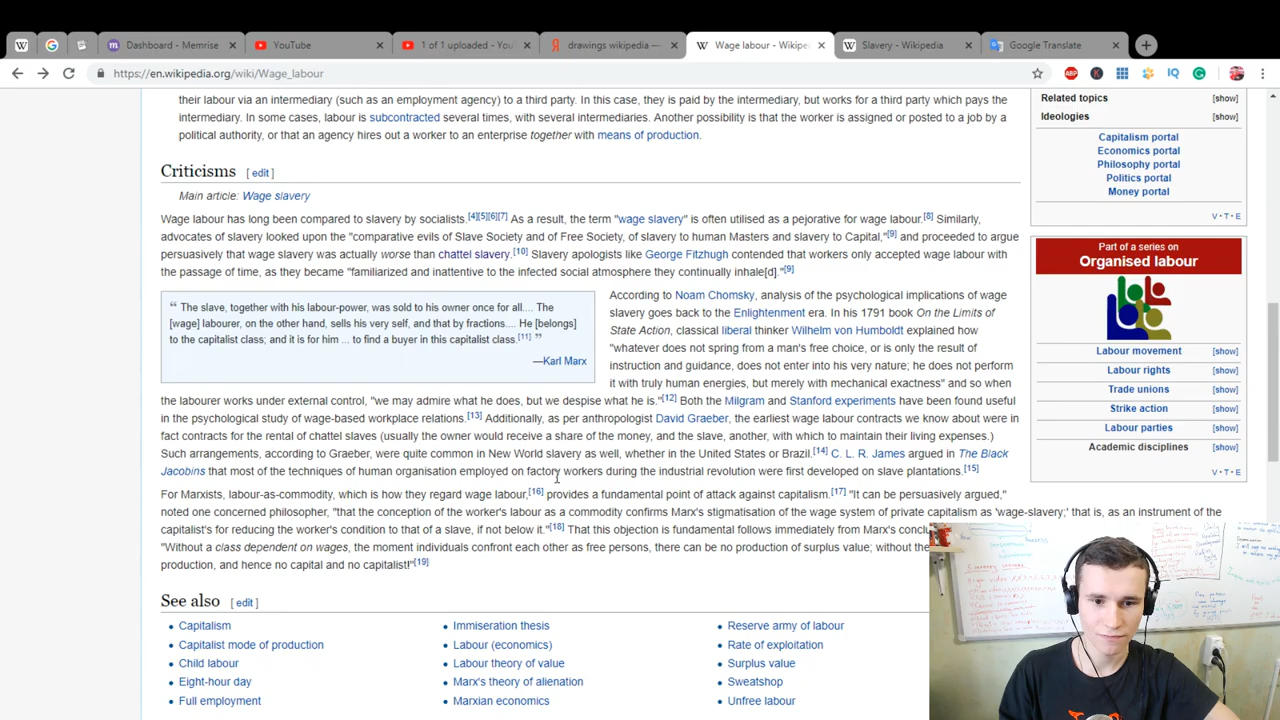 Dashboard - Memrise
YouTube
1 of 1 uploaded - YouT
drawings wikipedia —
Wage labour - Wikipe
Slavery - Wikipedia
Google Translate
https://en.wikipedia.org/wiki/Wage_labour
their labour via an intermediary (such as an employment agency) to a third party. In this case, they is paid by the intermediary, but works for a third party which pays the
intermediary. In some cases, labour is subcontracted several times, with several intermediaries. Another possibility is that the worker is assigned or posted to a job by a
political authority, or that an agency hires out a worker to an enterprise together with means of production.
Criticisms [ edit ]
Main article: Wage slavery
Wage labour has long been compared to slavery by socialists.[4][5][6][7] As a result, the term "wage slavery" is often utilised as a pejorative for wage labour.[8] Similarly,
advocates of slavery looked upon the "comparative evils of Slave Society and of Free Society, of slavery to human Masters and slavery to Capital,"[9] and proceeded to argue
persuasively that wage slavery was actually worse than chattel slavery.[10] Slavery apologists like George Fitzhugh contended that workers only accepted wage labour with
the passage of time, as they became "familiarized and inattentive to the infected social atmosphere they continually inhale[d]."[9]
“ The slave, together with his labour-power, was sold to his owner once for all.... The
[wage] labourer, on the other hand, sells his very self, and that by fractions.... He [belongs]
to the capitalist class; and it is for him ... to find a buyer in this capitalist class.[11] ”
—Karl Marx
According to Noam Chomsky, analysis of the psychological implications of wage
slavery goes back to the Enlightenment era. In his 1791 book On the Limits of
State Action, classical liberal thinker Wilhelm von Humboldt explained how
"whatever does not spring from a man's free choice, or is only the result of
instruction and guidance, does not enter into his very nature; he does not perform
it with truly human energies, but merely with mechanical exactness" and so when
the labourer works under external control, "we may admire what he does, but we despise what he is."[12] Both the Milgram and Stanford experiments have been found useful
in the psychological study of wage-based workplace relations.[13] Additionally, as per anthropologist David Graeber, the earliest wage labour contracts we know about were in
fact contracts for the rental of chattel slaves (usually the owner would receive a share of the money, and the slave, another, with which to maintain their living expenses.)
Such arrangements, according to Graeber, were quite common in New World slavery as well, whether in the United States or Brazil.[14] C. L. R. James argued in The Black
Jacobins that most of the techniques of human organisation employed on factory workers during the industrial revolution were first developed on slave plantations.[15]
For Marxists, labour-as-commodity, which is how they regard wage labour,[16] provides a fundamental point of attack against capitalism.[17] "It can be persuasively argued,"
noted one concerned philosopher, "that the conception of the worker's labour as a commodity confirms Marx's stigmatisation of the wage system of private capitalism as 'wage-slavery;' that is, as an instrument of the
capitalist's for reducing the worker's condition to that of a slave, if not below it."[18] That this objection is fundamental follows immediately from Marx's conclu
"Without a class dependent on wages, the moment individuals confront each other as free persons, there can be no production of surplus value; without the
production, and hence no capital and no capitalist!"[19]
See also [ edit ]
Capitalism
Capitalist mode of production
Child labour
Eight-hour day
Full employment
Immiseration thesis
Labour (economics)
Labour theory of value
Marx's theory of alienation
Marxian economics
Reserve army of labour
Rate of exploitation
Surplus value
Sweatshop
Unfree labour
Related topics [show]
Ideologies [show]
Capitalism portal
Economics portal
Philosophy portal
Politics portal
Money portal
V · T · E
Part of a series on
Organised labour
Labour movement [show]
Labour rights [show]
Trade unions [show]
Strike action [show]
Labour parties [show]
Academic disciplines [show]
V · T · E